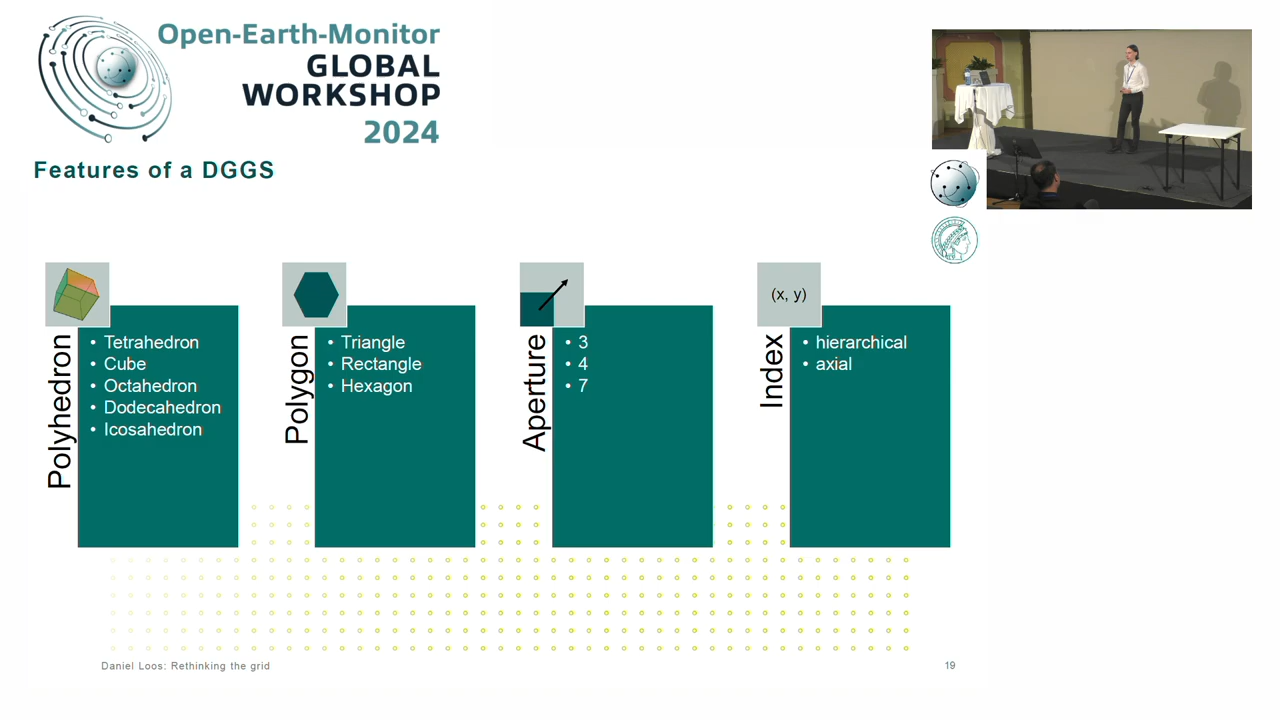 Open-Earth-Monitor
GLOBAL
WORKSHOP
2024
Features of a DGGS
Polyhedron
• Tetrahedron
• Cube
• Octahedron
• Dodecahedron
• Icosahedron
Polygon
• Triangle
• Rectangle
• Hexagon
Aperture
• 3
• 4
• 7
(x, y)
Index
• hierarchical
• axial
Daniel Loos: Rethinking the grid
19